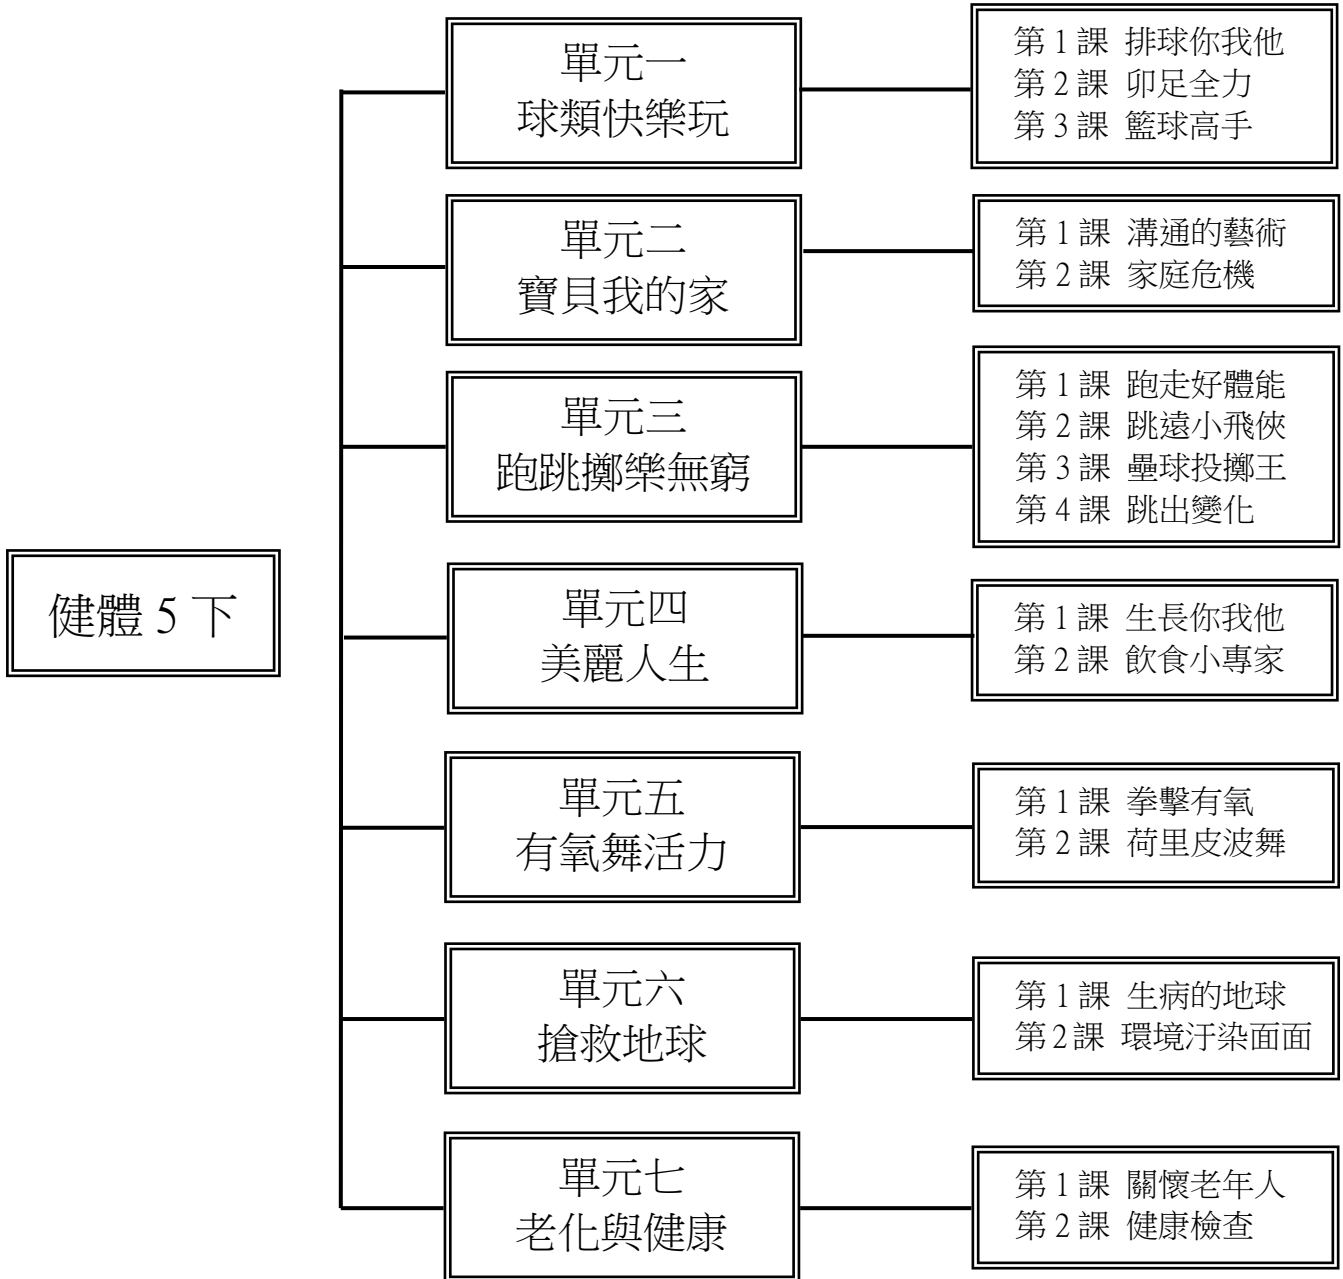 健體 5 下
單元一
球類快樂玩
第 1 課 排球你我他
第 2 課 卯足全力
第 3 課 籃球高手
單元二
寶貝我的家
第 1 課 溝通的藝術
第 2 課 家庭危機
單元三
跑跳擲樂無窮
第 1 課 跑走好體能
第 2 課 跳遠小飛俠
第 3 課 壘球投擲王
第 4 課 跳出變化
單元四
美麗人生
第 1 課 生長你我他
第 2 課 飲食小專家
單元五
有氧舞活力
第 1 課 拳擊有氧
第 2 課 荷里皮波舞
單元六
搶救地球
第 1 課 生病的地球
第 2 課 環境汙染面面
單元七
老化與健康
第 1 課 關懷老年人
第 2 課 健康檢查